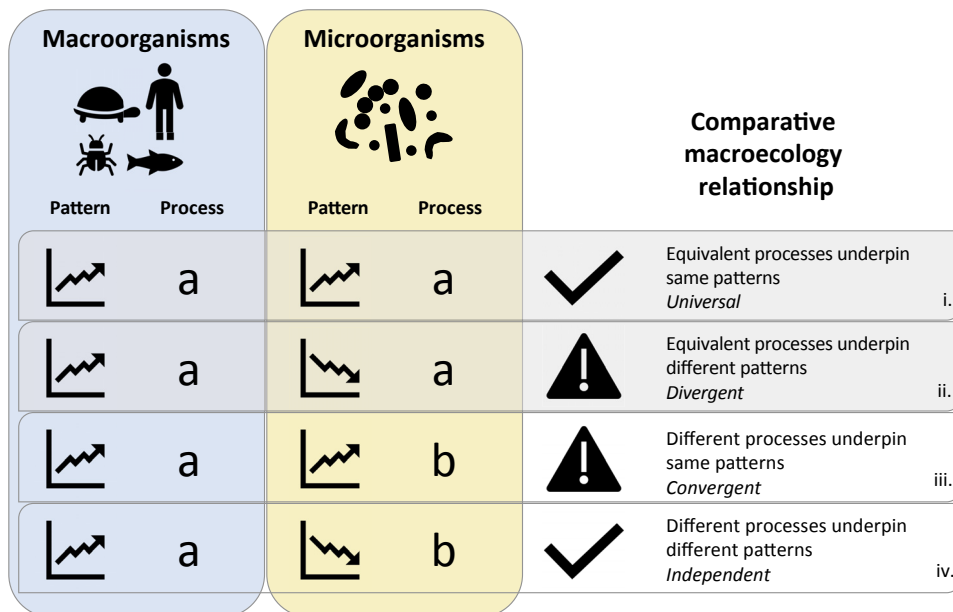 Macroorganisms
Microorganisms
Comparative
macroecology
relationship
Pattern Process
Pattern Process
a a
Equivalent processes underpin
same patterns
Universal
i.
a a
Equivalent processes underpin
different patterns
Divergent
ii.
a b
Different processes underpin
same patterns
Convergent
iii.
a b
Different processes underpin
different patterns
Independent
iv.